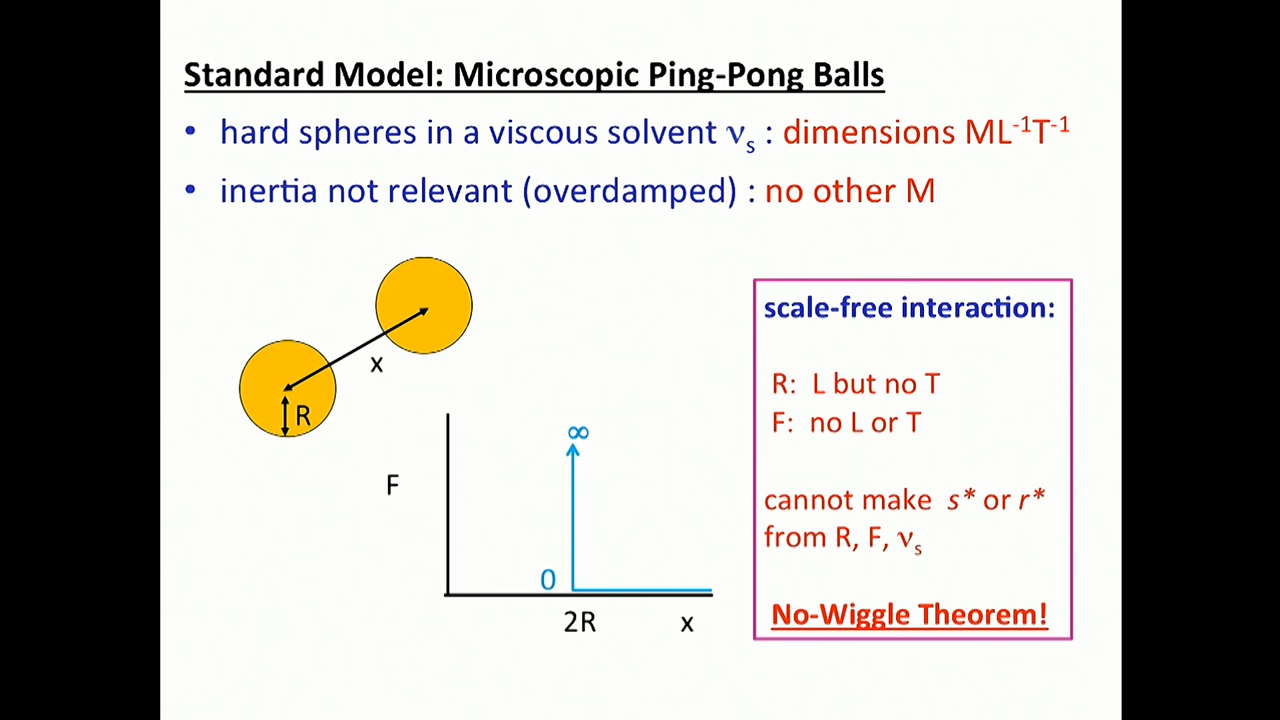 Standard Model: Microscopic Ping-Pong Balls
• hard spheres in a viscous solvent νₛ : dimensions ML⁻¹T⁻¹
• inertia not relevant (overdamped) : no other M
x
R
F
∞
0
2R
x
scale-free interaction:
R: L but no T
F: no L or T
cannot make s* or r*
from R, F, νₛ
No-Wiggle Theorem!